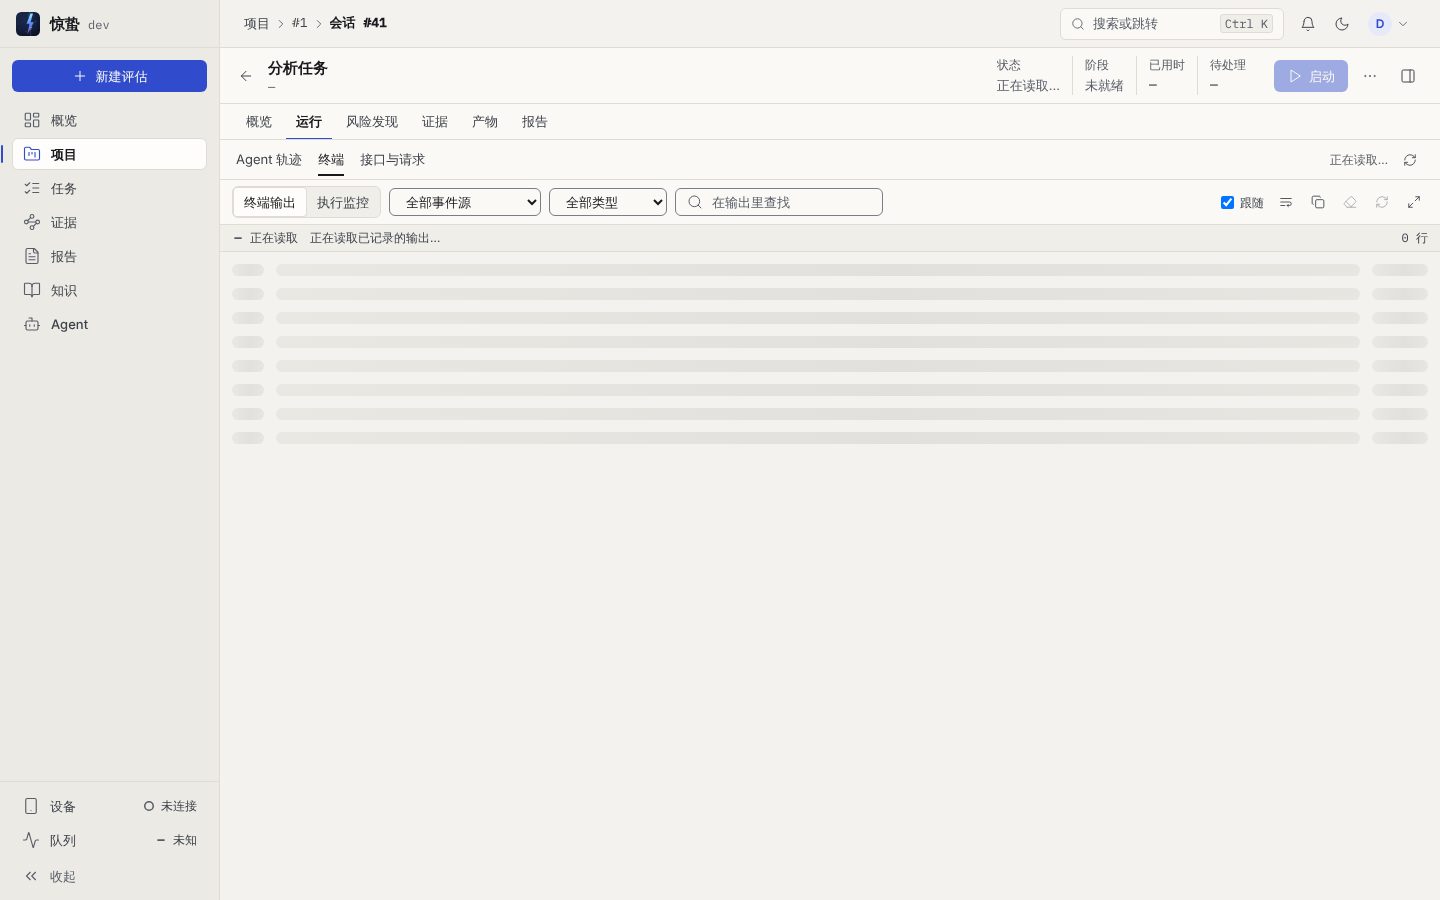 惊蛰 dev
项目 #1 会话 #41
搜索或跳转 Ctrl K
D
新建评估
概览
项目
任务
证据
报告
知识
Agent
分析任务
—
状态 阶段 已用时 待处理
正在读取... 未就绪 — —
启动
概览 运行 风险发现 证据 产物 报告
Agent 轨迹 终端 接口与请求 正在读取...
终端输出 执行监控 全部事件源 全部类型 在输出里查找 跟随
— 正在读取 正在读取已记录的输出... 0 行
设备 未连接
队列 — 未知
收起